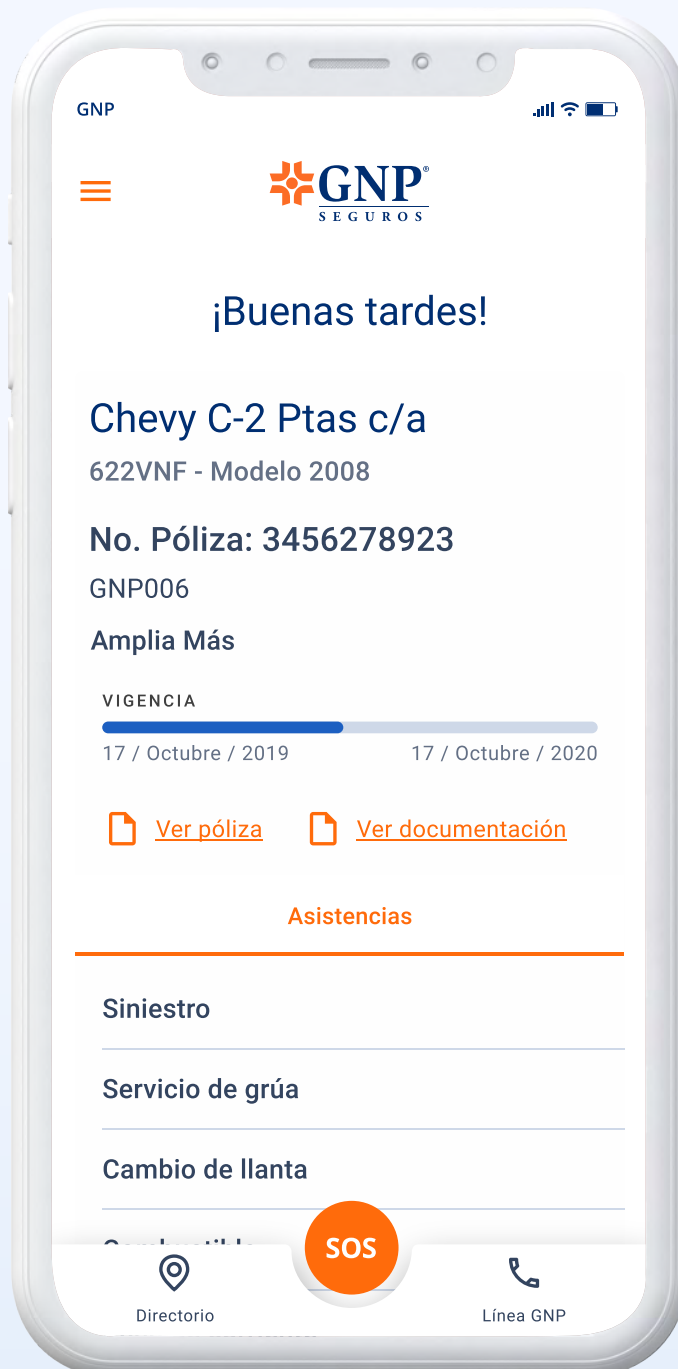 GNP
GNP®
SEGUROS
¡Buenas tardes!
Chevy C-2 Ptas c/a
622VNF - Modelo 2008
No. Póliza: 3456278923
GNP006
Amplia Más
VIGENCIA
17 / Octubre / 2019 17 / Octubre / 2020
Ver póliza Ver documentación
Asistencias
Siniestro
Servicio de grúa
Cambio de llanta
SOS
Directorio Línea GNP